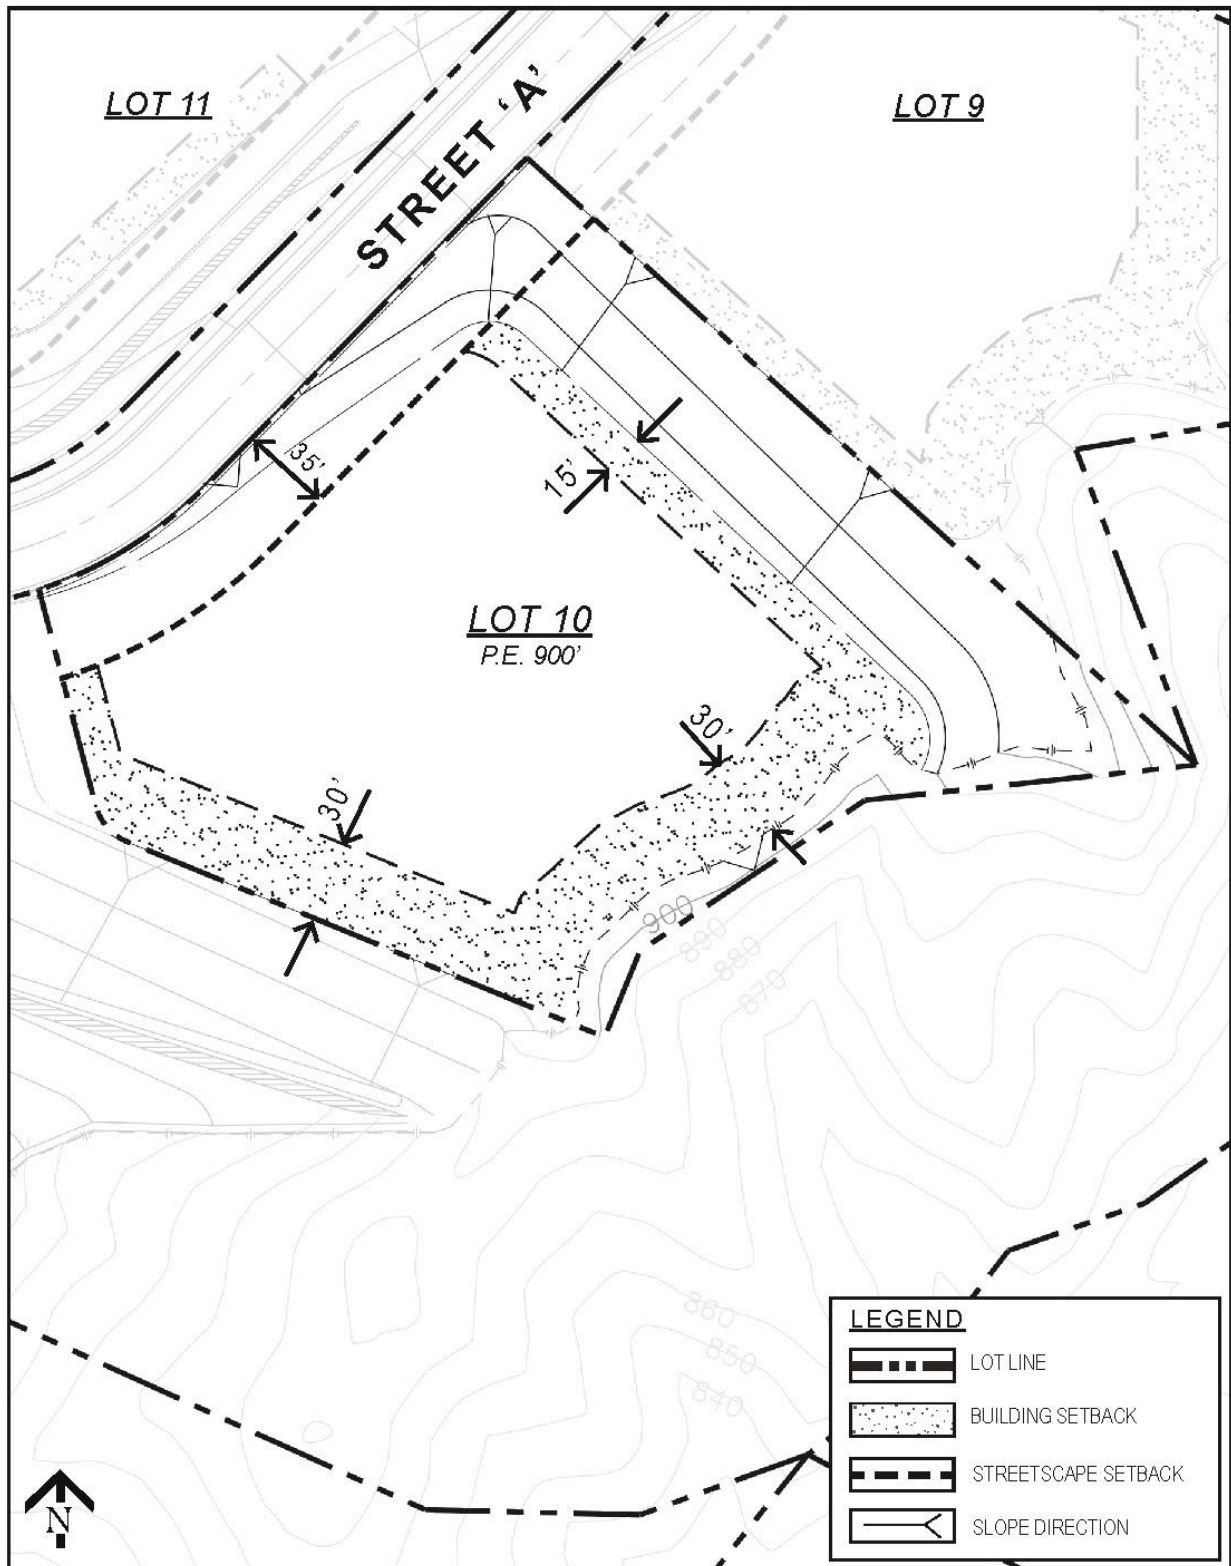 LOT 11
STREET 'A'
LOT 9
35'
15'
LOT 10
P.E. 900'
30'
30'
900
890
880
870
860
850
840
LEGEND
LOT LINE
BUILDING SETBACK
STREETSCAPE SETBACK
SLOPE DIRECTION
N